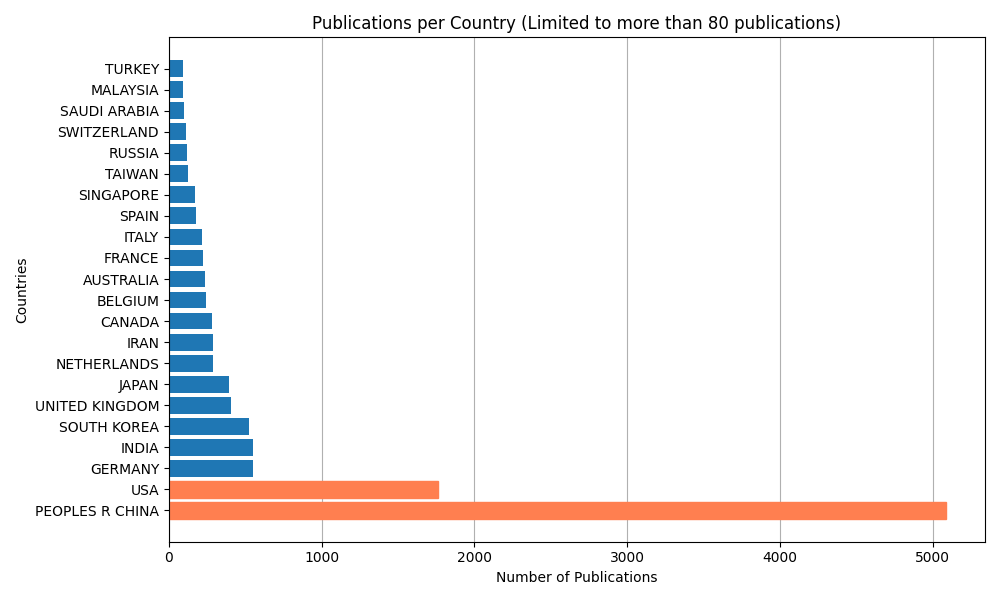 Publications per Country (Limited to more than 80 publications)
TURKEY
MALAYSIA
SAUDI ARABIA
SWITZERLAND
RUSSIA
TAIWAN
SINGAPORE
SPAIN
ITALY
FRANCE
AUSTRALIA
BELGIUM
CANADA
IRAN
NETHERLANDS
JAPAN
UNITED KINGDOM
SOUTH KOREA
INDIA
GERMANY
USA
PEOPLES R CHINA
Countries
0 1000 2000 3000 4000 5000
Number of Publications